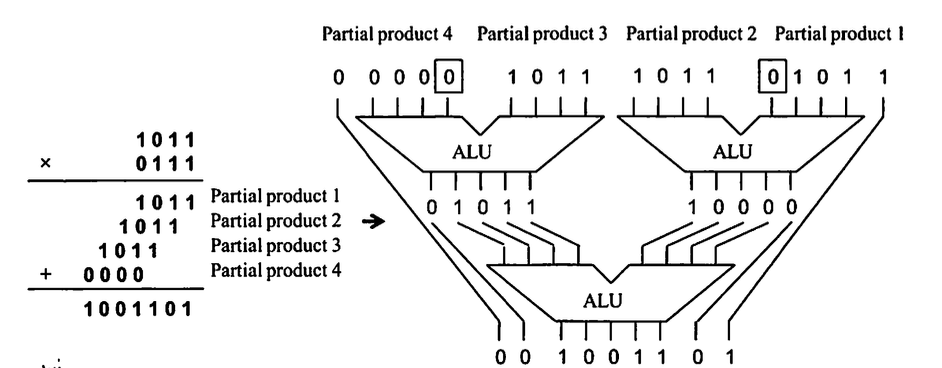 Partial product 4 Partial product 3 Partial product 2 Partial product 1
0 0 0 0 0 1 0 1 1 1 0 1 1 0 1 0 1 1
ALU ALU
0 1 0 1 1 1 0 0 0 0
ALU
0 0 1 0 0 1 1 0 1
1011
× 0111
1011 Partial product 1
1011 Partial product 2
1011 Partial product 3
+ 0000 Partial product 4
1001101